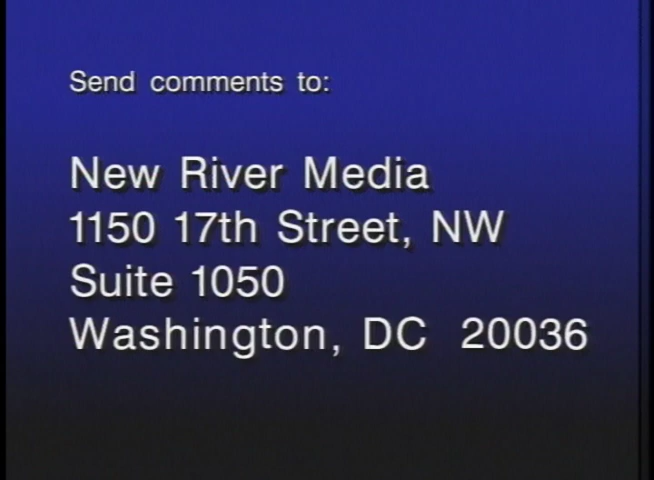 Send comments to:
New River Media
1150 17th Street, NW
Suite 1050
Washington, DC 20036